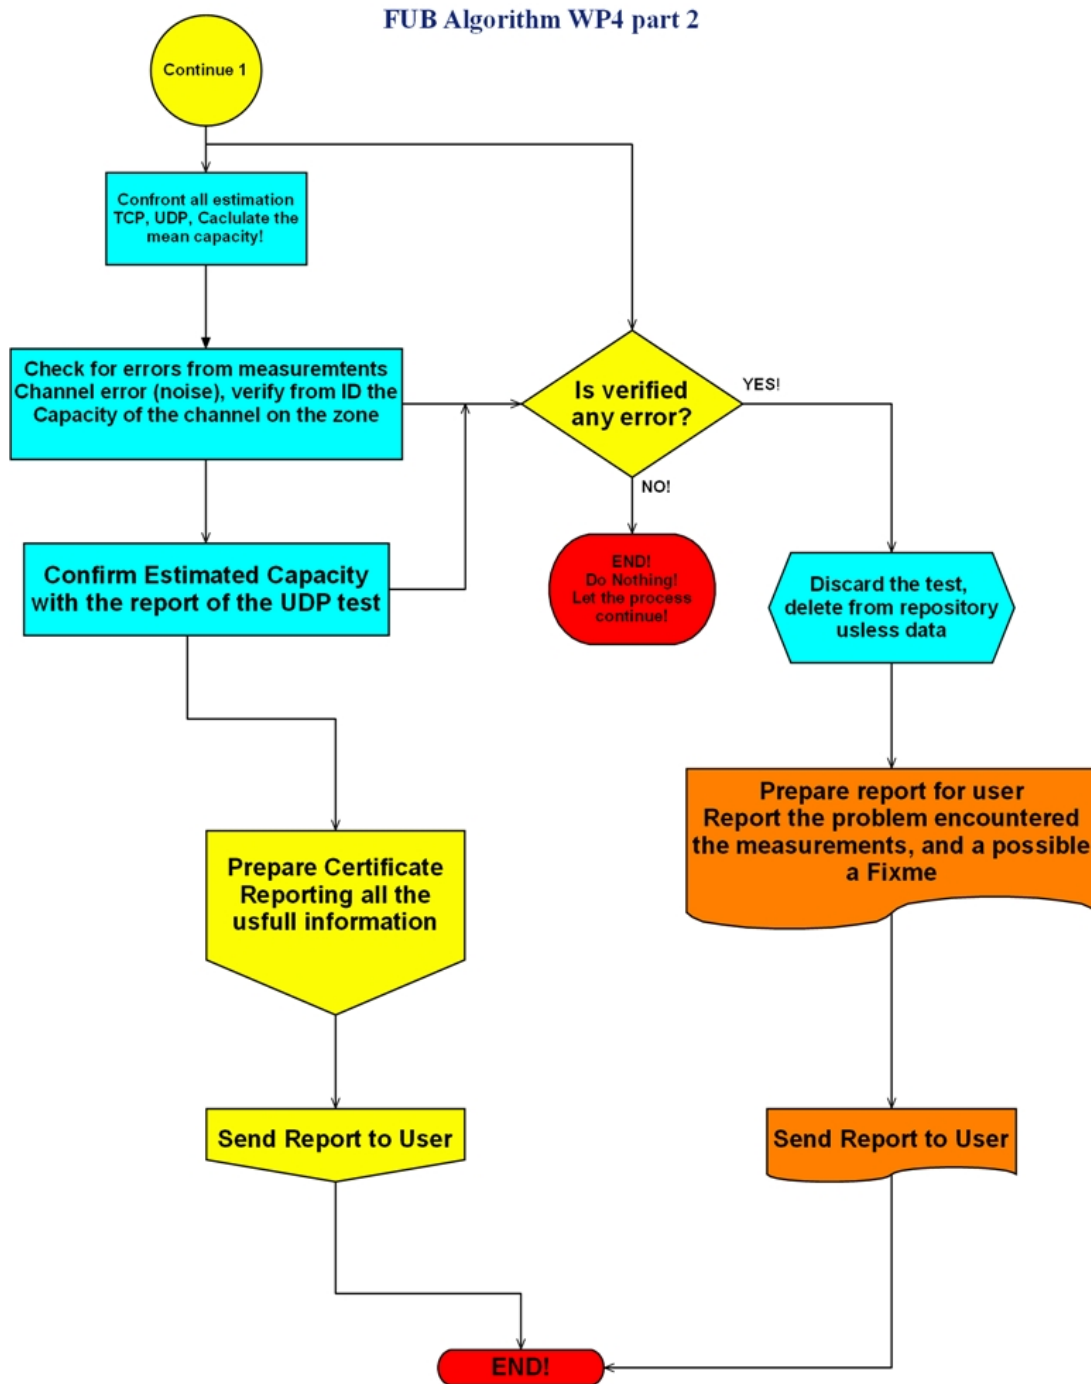 FUB Algorithm WP4 part 2
Continue 1
Confront all estimation
TCP, UDP, Caclulate the
mean capacity!
Check for errors from measuremtents
Channel error (noise), verify from ID the
Capacity of the channel on the zone
Is verified
any error?
YES!
NO!
Confirm Estimated Capacity
with the report of the UDP test
END!
Do Nothing!
Let the process
continue!
Discard the test,
delete from repository
usless data
Prepare report for user
Report the problem encountered
the measurements, and a possible
a Fixme
Prepare Certificate
Reporting all the
usfull information
Send Report to User
Send Report to User
END!